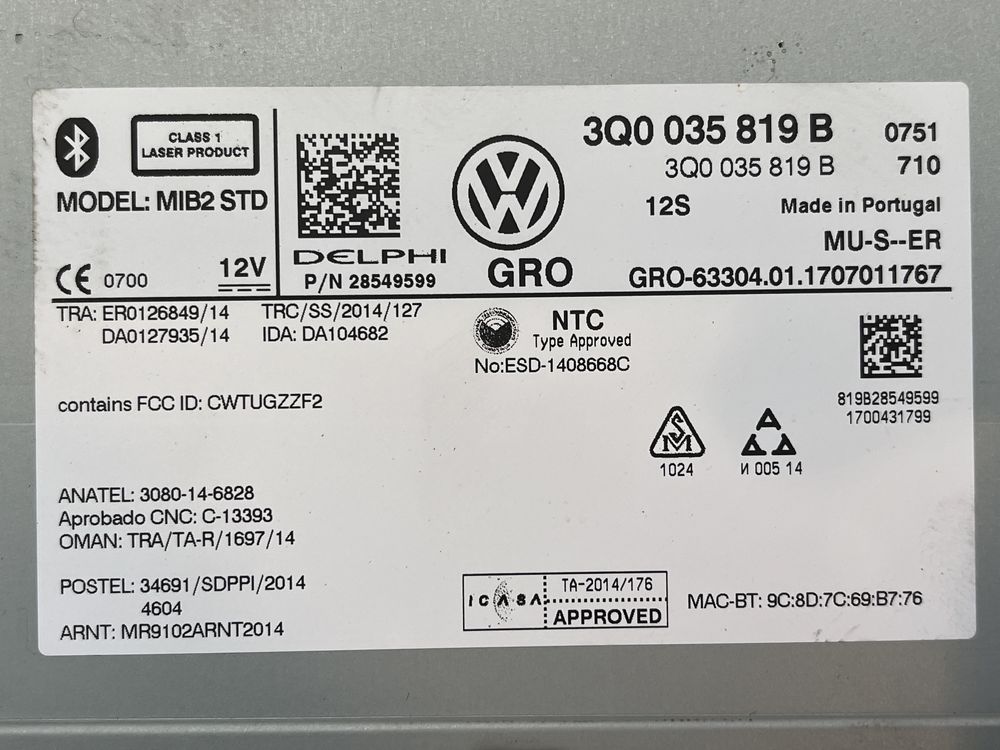 CLASS 1
LASER PRODUCT
MODEL: MIB2 STD
CE 0700
12V
DELPHI
P/N 28549599
GRO
3Q0 035 819 B 0751
3Q0 035 819 B 710
12S Made in Portugal
MU-S--ER
GRO-63304.01.1707011767
TRA: ER0126849/14 TRC/SS/2014/127
DA0127935/14 IDA: DA104682
NTC
Type Approved
No:ESD-1408668C
819B28549599
1700431799
contains FCC ID: CWTUGZZF2
SM
1024
A
И 005 14
ANATEL: 3080-14-6828
Aprobado CNC: C-13393
OMAN: TRA/TA-R/1697/14
POSTEL: 34691/SDPPI/2014
4604
ARNT: MR9102ARNT2014
ICASA TA-2014/176
APPROVED
MAC-BT: 9C:8D:7C:69:B7:76